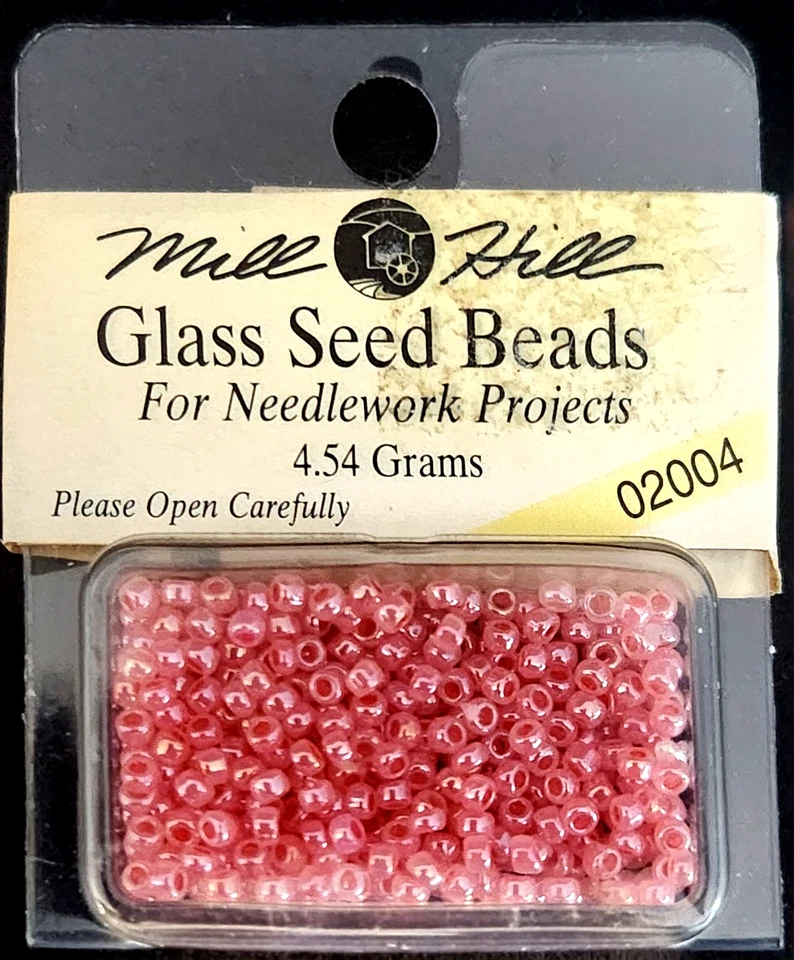 Mill Hill
Glass Seed Beads
For Needlework Projects
4.54 Grams
Please Open Carefully
02004